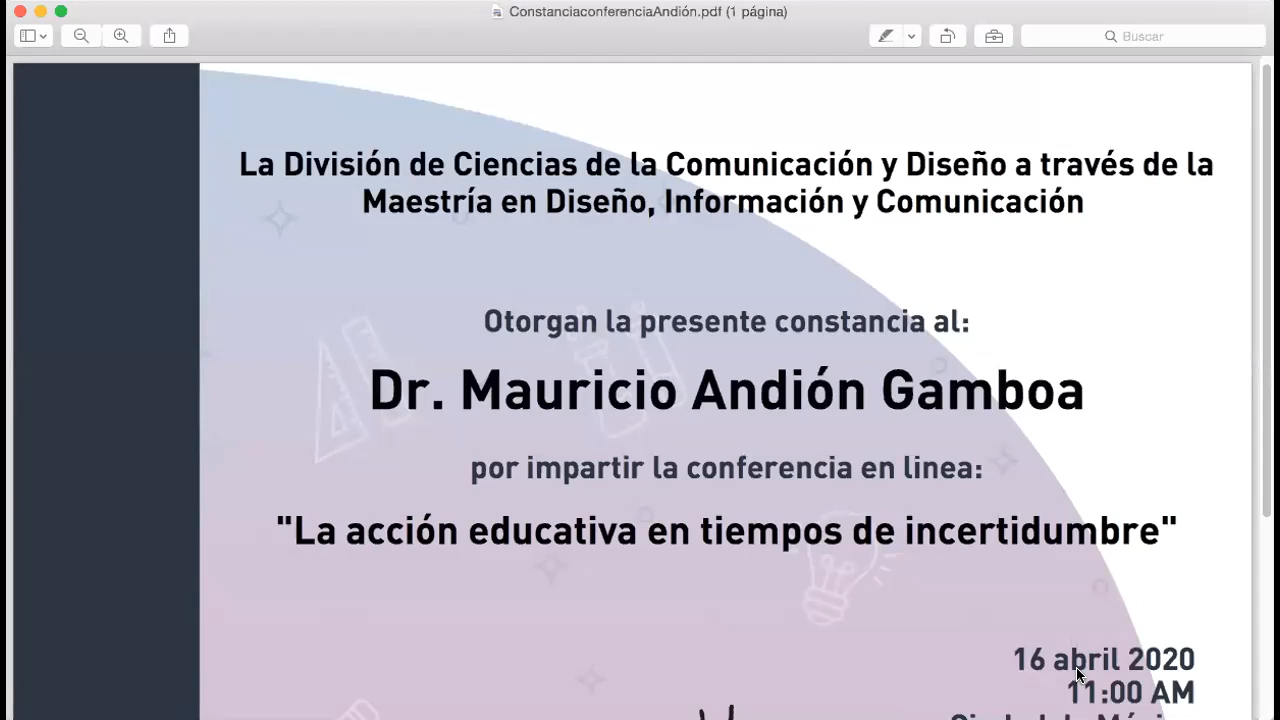 ConstanciaconferenciaAndión.pdf (1 página)
Buscar
La División de Ciencias de la Comunicación y Diseño a través de la
Maestría en Diseño, Información y Comunicación
Otorgan la presente constancia al:
Dr. Mauricio Andión Gamboa
por impartir la conferencia en linea:
"La acción educativa en tiempos de incertidumbre"
16 abril 2020
11:00 AM